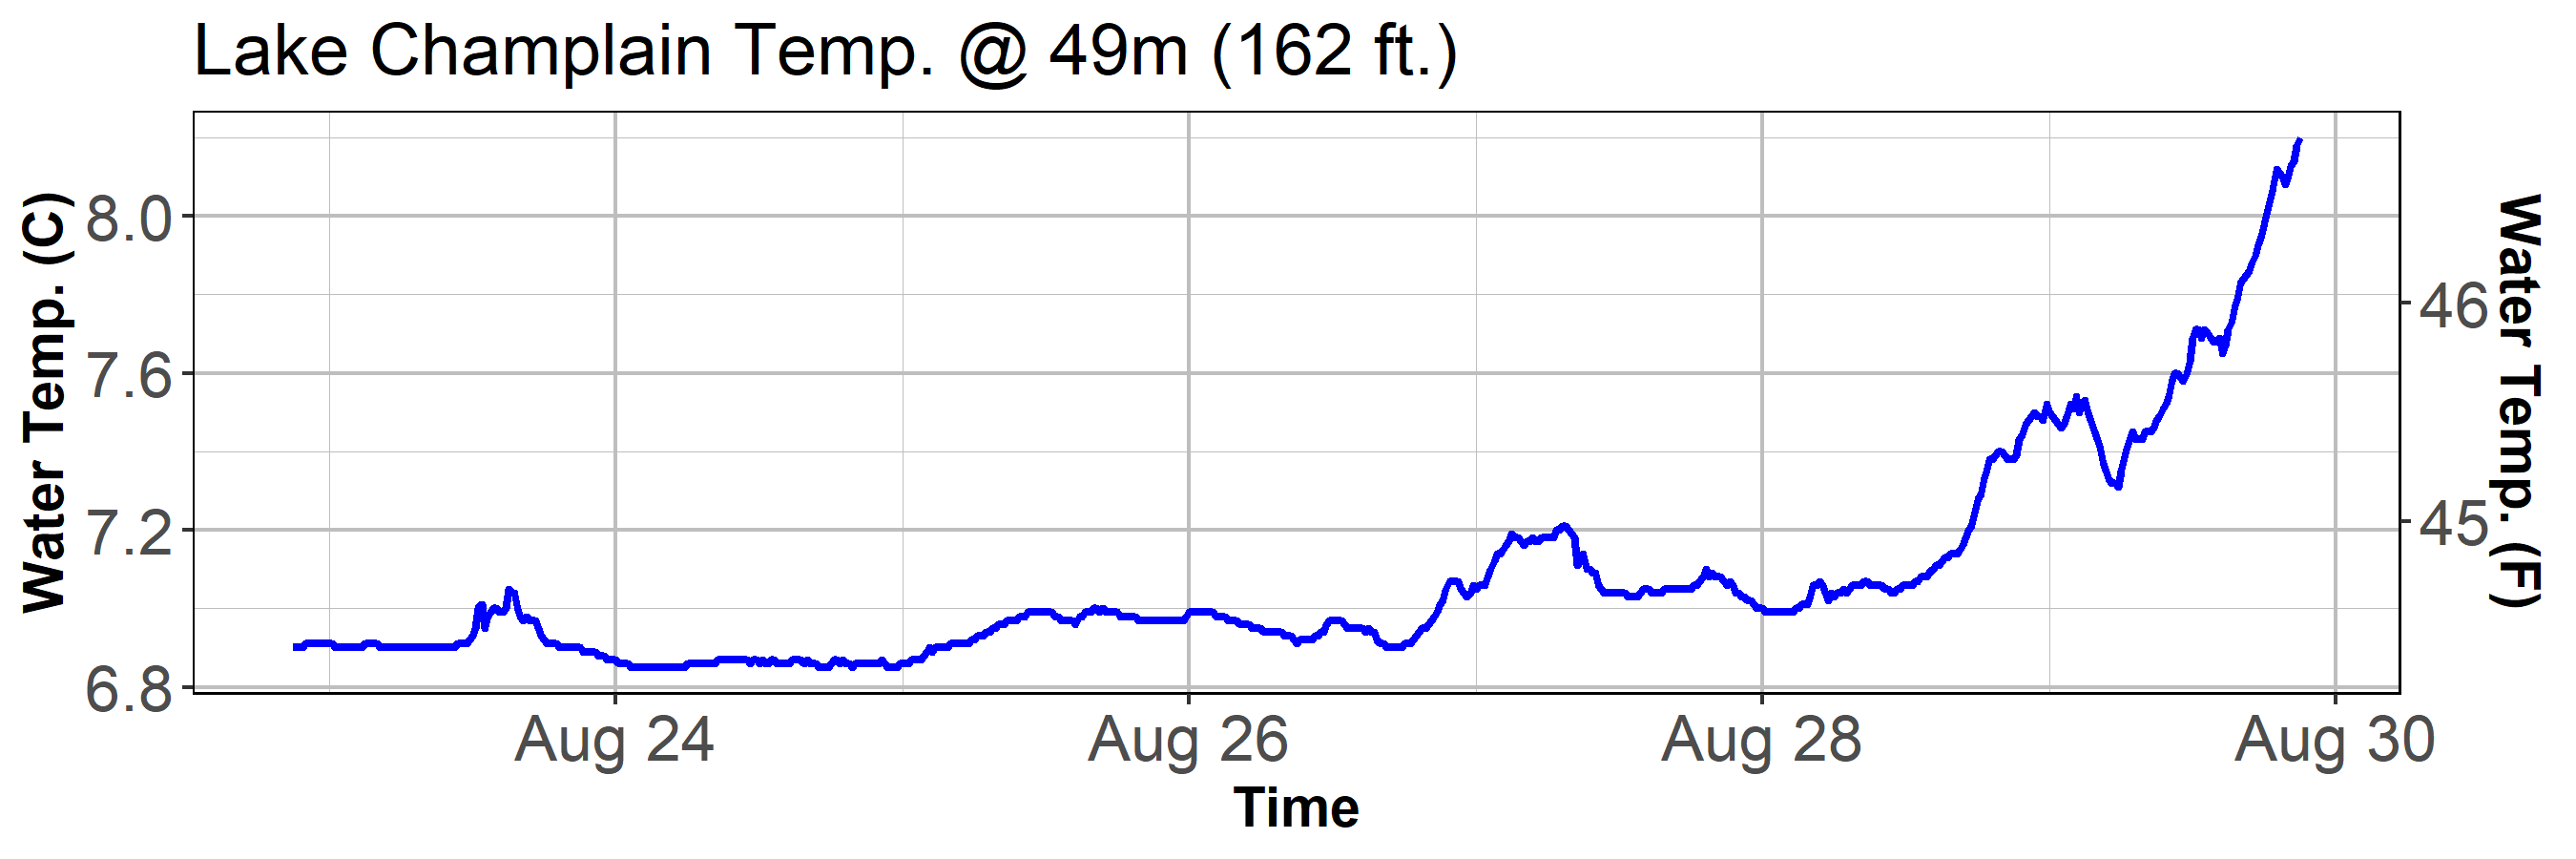 Lake Champlain Temp. @ 49m (162 ft.)
Water Temp. (C)
8.0
7.6
7.2
6.8
46
45
Water Temp. (F)
Aug 24 Aug 26 Aug 28 Aug 30
Time